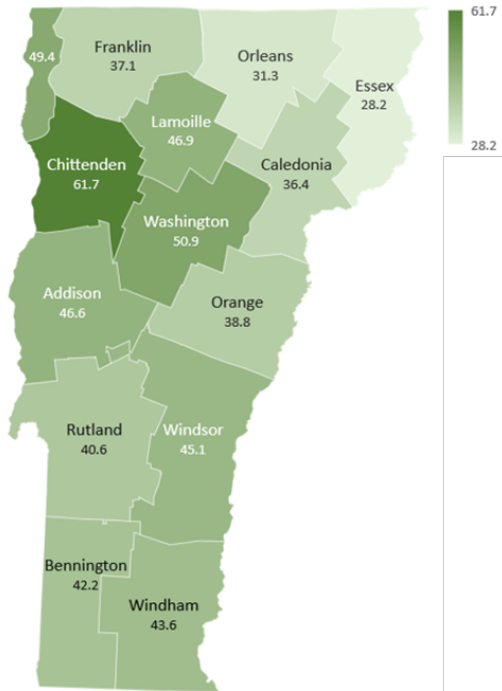 61.7
28.2
49.4
Franklin
37.1
Orleans
31.3
Essex
28.2
Lamoille
46.9
Chittenden
61.7
Caledonia
36.4
Washington
50.9
Addison
46.6
Orange
38.8
Rutland
40.6
Windsor
45.1
Bennington
42.2
Windham
43.6